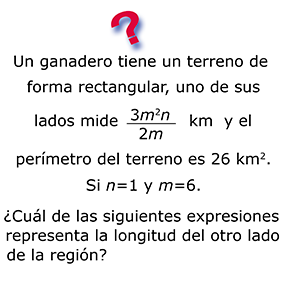 ?
Un ganadero tiene un terreno de
forma rectangular, uno de sus
lados mide 3m²n/2m km y el
perímetro del terreno es 26 km².
Si n=1 y m=6.
¿Cuál de las siguientes expresiones
representa la longitud del otro lado
de la región?